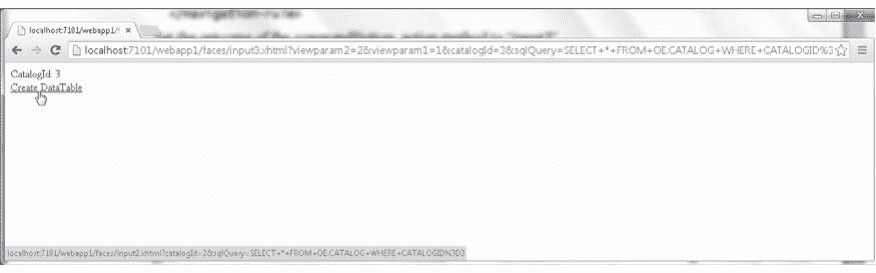 localhost:7101/webapp1/f
localhost:7101/webapp1/faces/input3.xhtml?viewparam2=2&viewparam1=1&catalogId=3&sqlQuery=SELECT+*+FROM+OE.CATALOG+WHERE+CATALOGID%3
CatalogId: 3
Create DataTable
localhost:7101/webapp1/faces/input2.xhtml?catalogId=2&sqlQuery=SELECT+*+FROM+OE.CATALOG+WHERE+CATALOGID%3D3